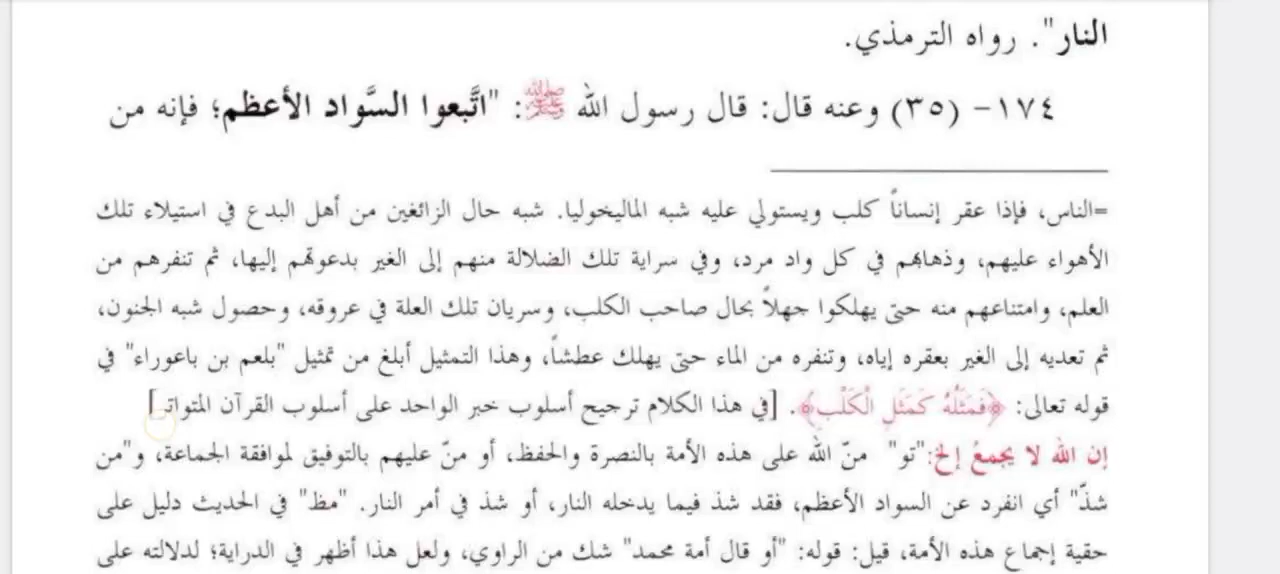 النار". رواه الترمذي.
١٧٤- (٣٥) وعنه قال: قال رسول الله ﷺ: "اتَّبعوا السَّواد الأعظم؛ فإنه من
=الناس، فإذا عقر إنساناً كلب ويستولي عليه شبه الماليخوليا. شبه حال الزائغين من أهل البدع في استيلاء تلك
الأهواء عليهم، وذهابهم في كل واد مرد، وفي سراية تلك الضلالة منهم إلى الغير بدعوتهم إليها، ثم تنفرهم من
العلم، وامتناعهم منه حتى يهلكوا جهلاً بحال صاحب الكلب، وسريان تلك العلة في عروقه، وحصول شبه الجنون،
ثم تعديه إلى الغير بعقره إياه، وتنفره من الماء حتى يهلك عطشاً، وهذا التمثيل أبلغ من تمثيل "بلعم بن باعوراء" في
قوله تعالى: ﴿فَمَثَلُهُ كَمَثَلِ الْكَلْبِ﴾. [في هذا الكلام ترجيح أسلوب خبر الواحد على أسلوب القرآن المتواتر]
إن الله لا يجمعُ إلخ: "تو" منّ الله على هذه الأمة بالنصرة والحفظ، أو منّ عليهم بالتوفيق لموافقة الجماعة، و"من
شذّ" أي انفرد عن السواد الأعظم، فقد شذ فيما يدخله النار، أو شذ في أمر النار. "مظ" في الحديث دليل على
حقية إجماع هذه الأمة، قيل: قوله: "أو قال أمة محمد" شك من الراوي، ولعل هذا أظهر في الدراية؛ لدلالته على